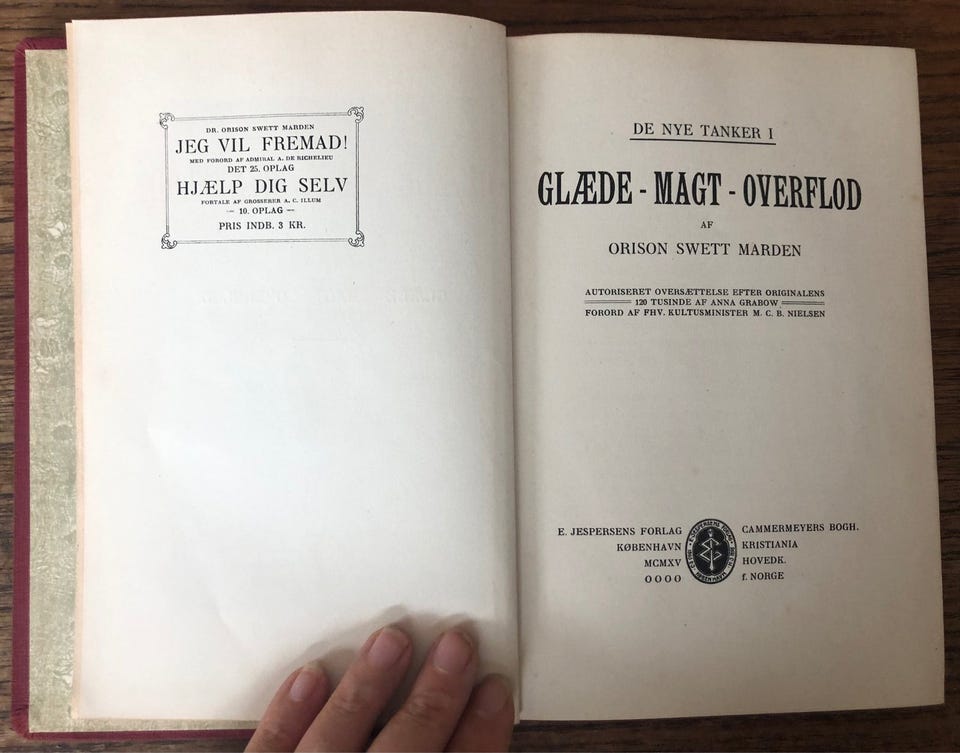 DR. ORISON SWETT MARDEN
JEG VIL FREMAD!
MED FORORD AF ADMIRAL A. DE RICHELIEU
DET 25. OPLAG
HJÆLP DIG SELV
FORTALE AF GROSSERER A. C. ILLUM
— 10. OPLAG —
PRIS INDB. 3 KR.
DE NYE TANKER I
GLÆDE - MAGT - OVERFLOD
AF
ORISON SWETT MARDEN
AUTORISERET OVERSÆTTELSE EFTER ORIGINALENS
120 TUSINDE AF ANNA GRABOW
FORORD AF FHV. KULTUSMINISTER M. C. B. NIELSEN
E. JESPERSENS FORLAG
KØBENHAVN
MCMXV
0000
CAMMERMEYERS BOGH.
KRISTIANIA
HOVEDK.
f. NORGE